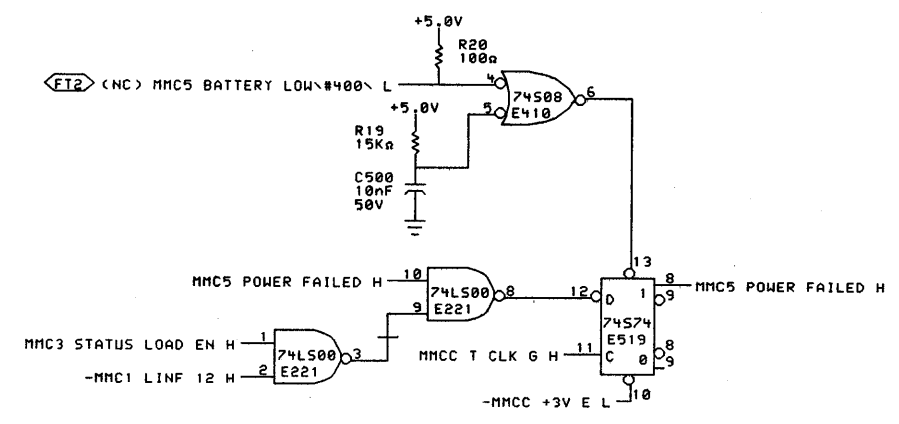 +5.0V
R20
100Ω
FT2 (NC) MMC5 BATTERY LOW\#400\ L
4
74S08
E410
6
5
+5.0V
R19
15KΩ
C500
10nF
50V
13
MMC5 POWER FAILED H
10
9
74LS00
E221
8
12
D
1
8
9
MMC5 POWER FAILED H
74S74
E519
MMC3 STATUS LOAD EN H
1
-MMC1 LINF 12 H
2
74LS00
E221
3
MMCC T CLK G H
11
C
0
8
9
-MMCC +3V E L
10